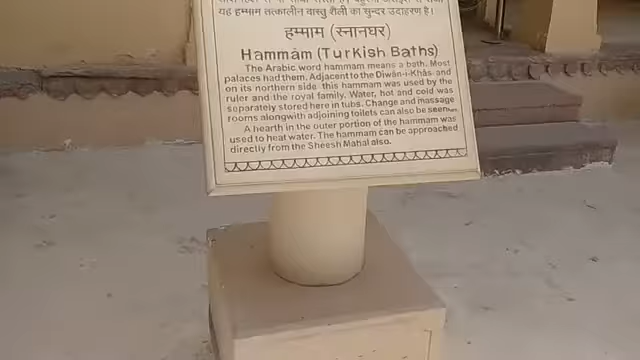 यह हम्माम तत्कालीन वास्तु शैली का सुन्दर उदाहरण है।
हम्माम (स्नानघर)
Hammām (Turkish Baths)
The Arabic word hammam means a bath. Most
palaces had them. Adjacent to the Dīwān-i-Khās and
on its northern side this hammam was used by the
ruler and the royal family. Water, hot and cold was
separately stored here in tubs. Change and massage
rooms alongwith adjoining toilets can also be seen.
A hearth in the outer portion of the hammam was
used to heat water. The hammam can be approached
directly from the Sheesh Mahal also.